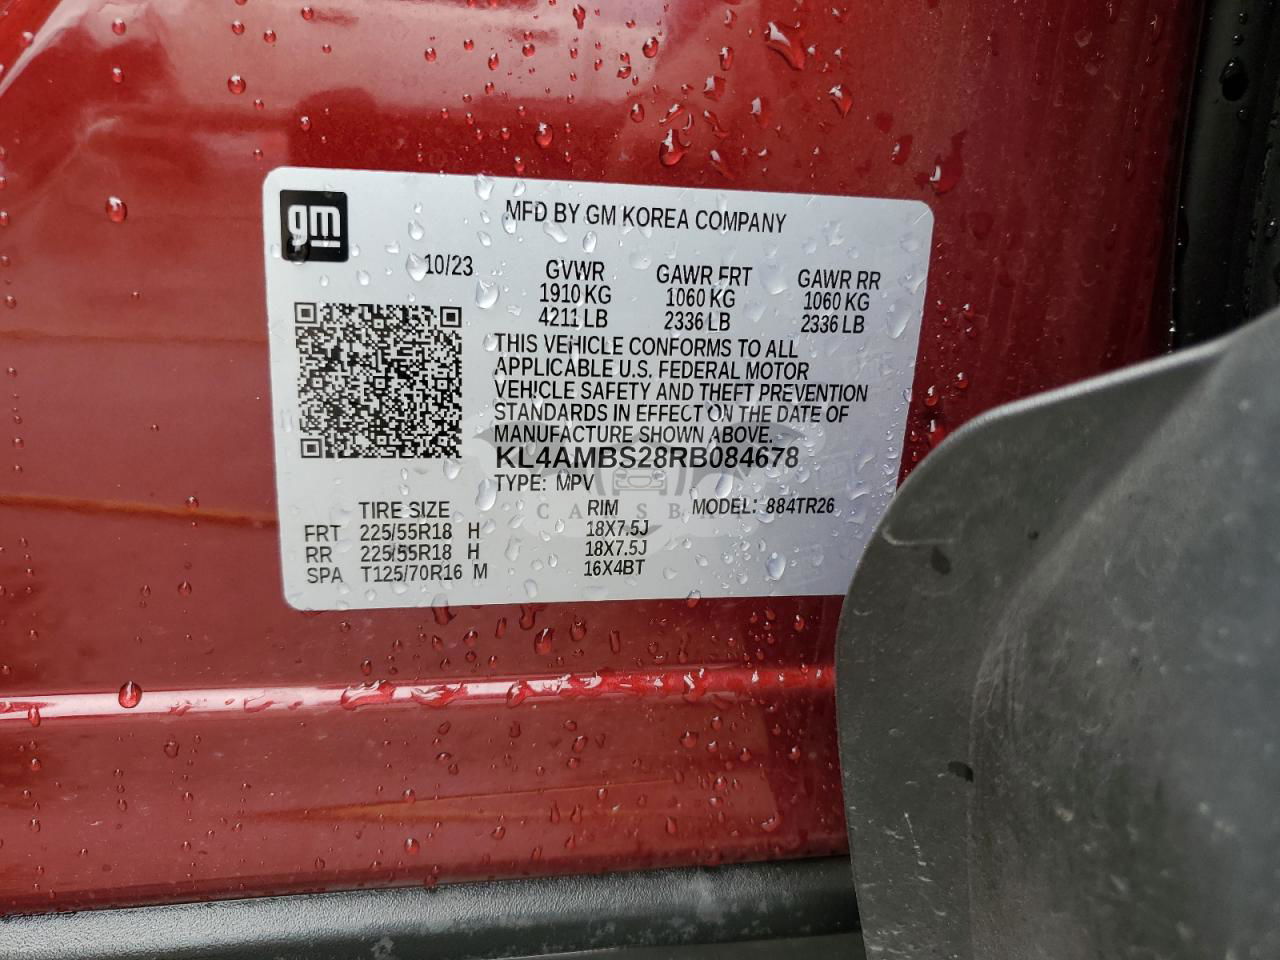 gm
MFD BY GM KOREA COMPANY
10/23 GVWR GAWR FRT GAWR RR
1910 KG 1060 KG 1060 KG
4211 LB 2336 LB 2336 LB
THIS VEHICLE CONFORMS TO ALL
APPLICABLE U.S. FEDERAL MOTOR
VEHICLE SAFETY AND THEFT PREVENTION
STANDARDS IN EFFECT ON THE DATE OF
MANUFACTURE SHOWN ABOVE.
KL4AMBS28RB084678
TYPE: MPV
TIRE SIZE RIM MODEL: 884TR26
FRT 225/55R18 H 18X7.5J
RR 225/55R18 H 18X7.5J
SPA T125/70R16 M 16X4BT